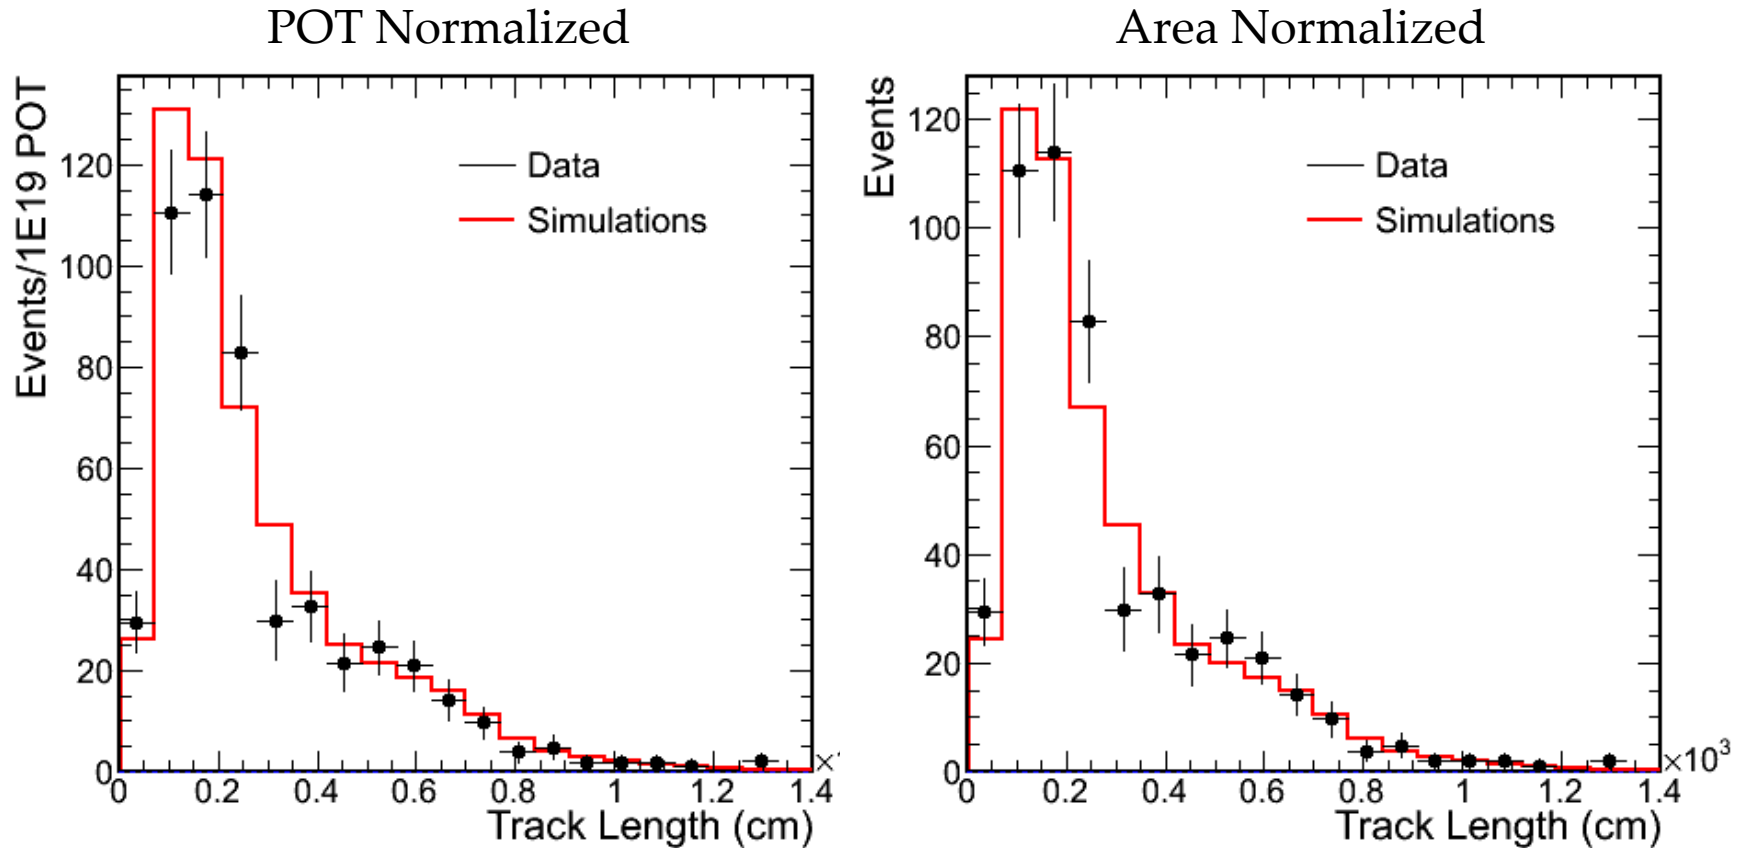 POT Normalized
Events/1E19 POT
120
100
80
60
40
20
0
Data
Simulations
0 0.2 0.4 0.6 0.8 1 1.2 1.4
Track Length (cm)
Area Normalized
Events
120
100
80
60
40
20
0
Data
Simulations
×10³
0 0.2 0.4 0.6 0.8 1 1.2 1.4
Track Length (cm)